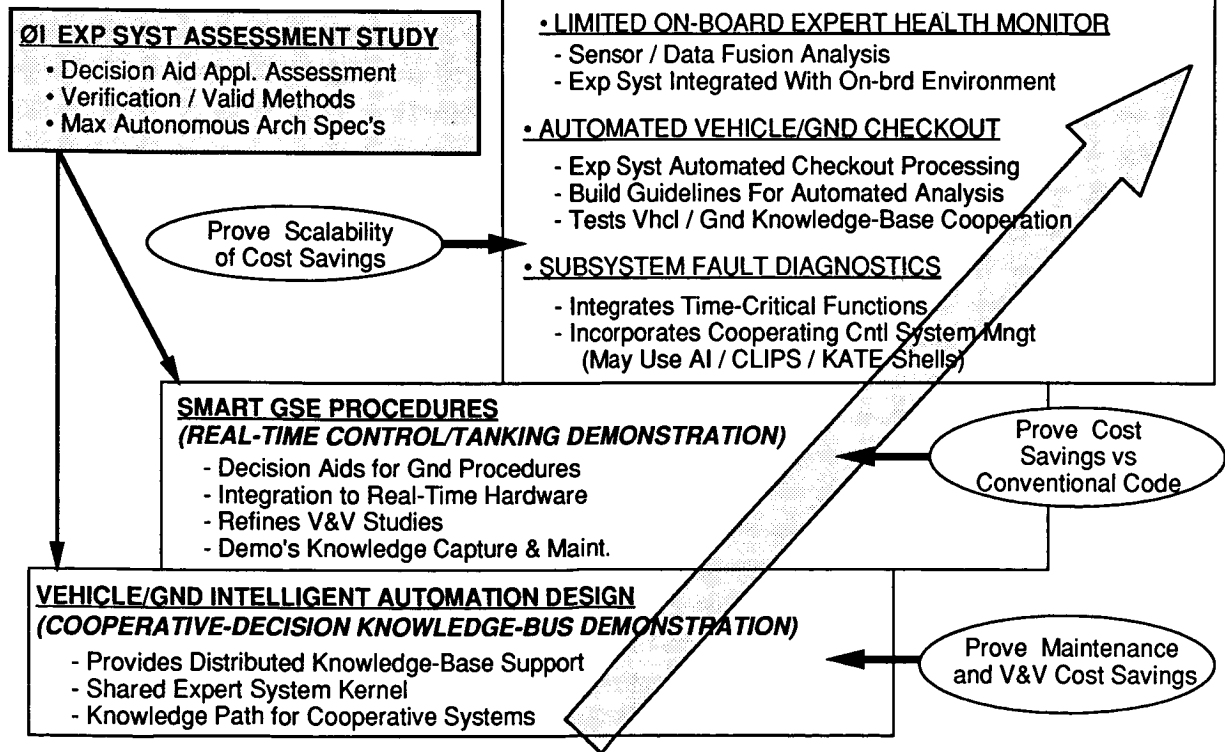 ØI EXP SYST ASSESSMENT STUDY
• Decision Aid Appl. Assessment
• Verification / Valid Methods
• Max Autonomous Arch Spec's
• LIMITED ON-BOARD EXPERT HEALTH MONITOR
- Sensor / Data Fusion Analysis
- Exp Syst Integrated With On-brd Environment
• AUTOMATED VEHICLE/GND CHECKOUT
- Exp Syst Automated Checkout Processing
- Build Guidelines For Automated Analysis
- Tests Vhcl / Gnd Knowledge-Base Cooperation
Prove Scalability
of Cost Savings
• SUBSYSTEM FAULT DIAGNOSTICS
- Integrates Time-Critical Functions
- Incorporates Cooperating Cntl System Mngt
(May Use AI / CLIPS / KATE Shells)
SMART GSE PROCEDURES
(REAL-TIME CONTROL/TANKING DEMONSTRATION)
- Decision Aids for Gnd Procedures
- Integration to Real-Time Hardware
- Refines V&V Studies
- Demo's Knowledge Capture & Maint.
Prove Cost
Savings vs
Conventional Code
VEHICLE/GND INTELLIGENT AUTOMATION DESIGN
(COOPERATIVE-DECISION KNOWLEDGE-BUS DEMONSTRATION)
- Provides Distributed Knowledge-Base Support
- Shared Expert System Kernel
- Knowledge Path for Cooperative Systems
Prove Maintenance
and V&V Cost Savings